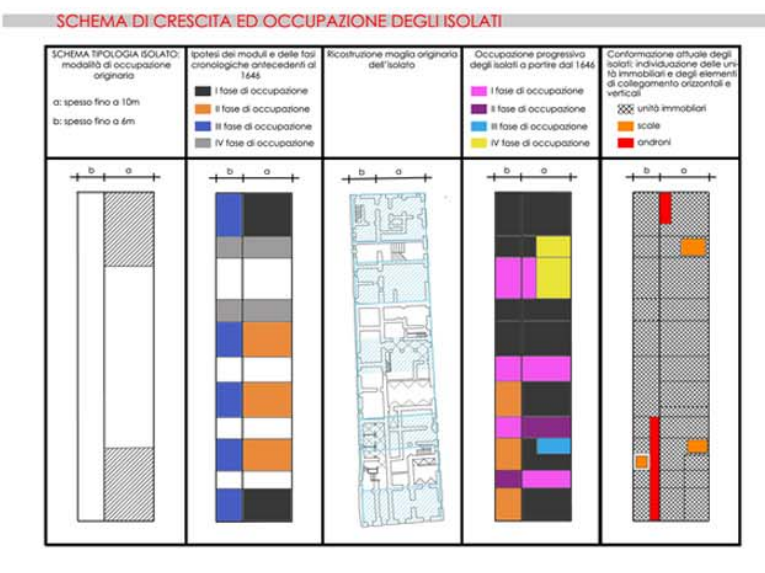 SCHEMA DI CRESCITA ED OCCUPAZIONE DEGLI ISOLATI
SCHEMA TIPOLOGIA ISOLATO:
modalità di occupazione
originaria
a: spesso fino a 10m
b: spesso fino a 6m
Ipotesi dei moduli e delle fasi
cronologiche antecedenti al
1646
I fase di occupazione
II fase di occupazione
III fase di occupazione
IV fase di occupazione
Ricostruzione maglia originaria
dell'isolato
Occupazione progressiva
degli isolati a partire dal 1646
I fase di occupazione
II fase di occupazione
III fase di occupazione
IV fase di occupazione
Conformazione attuale degli
isolati: individuazione delle uni-
tà immobiliari e degli elementi
di collegamento orizzontali e
verticali
unità immobliari
scale
androni
b a
b a
b a
b a
b a